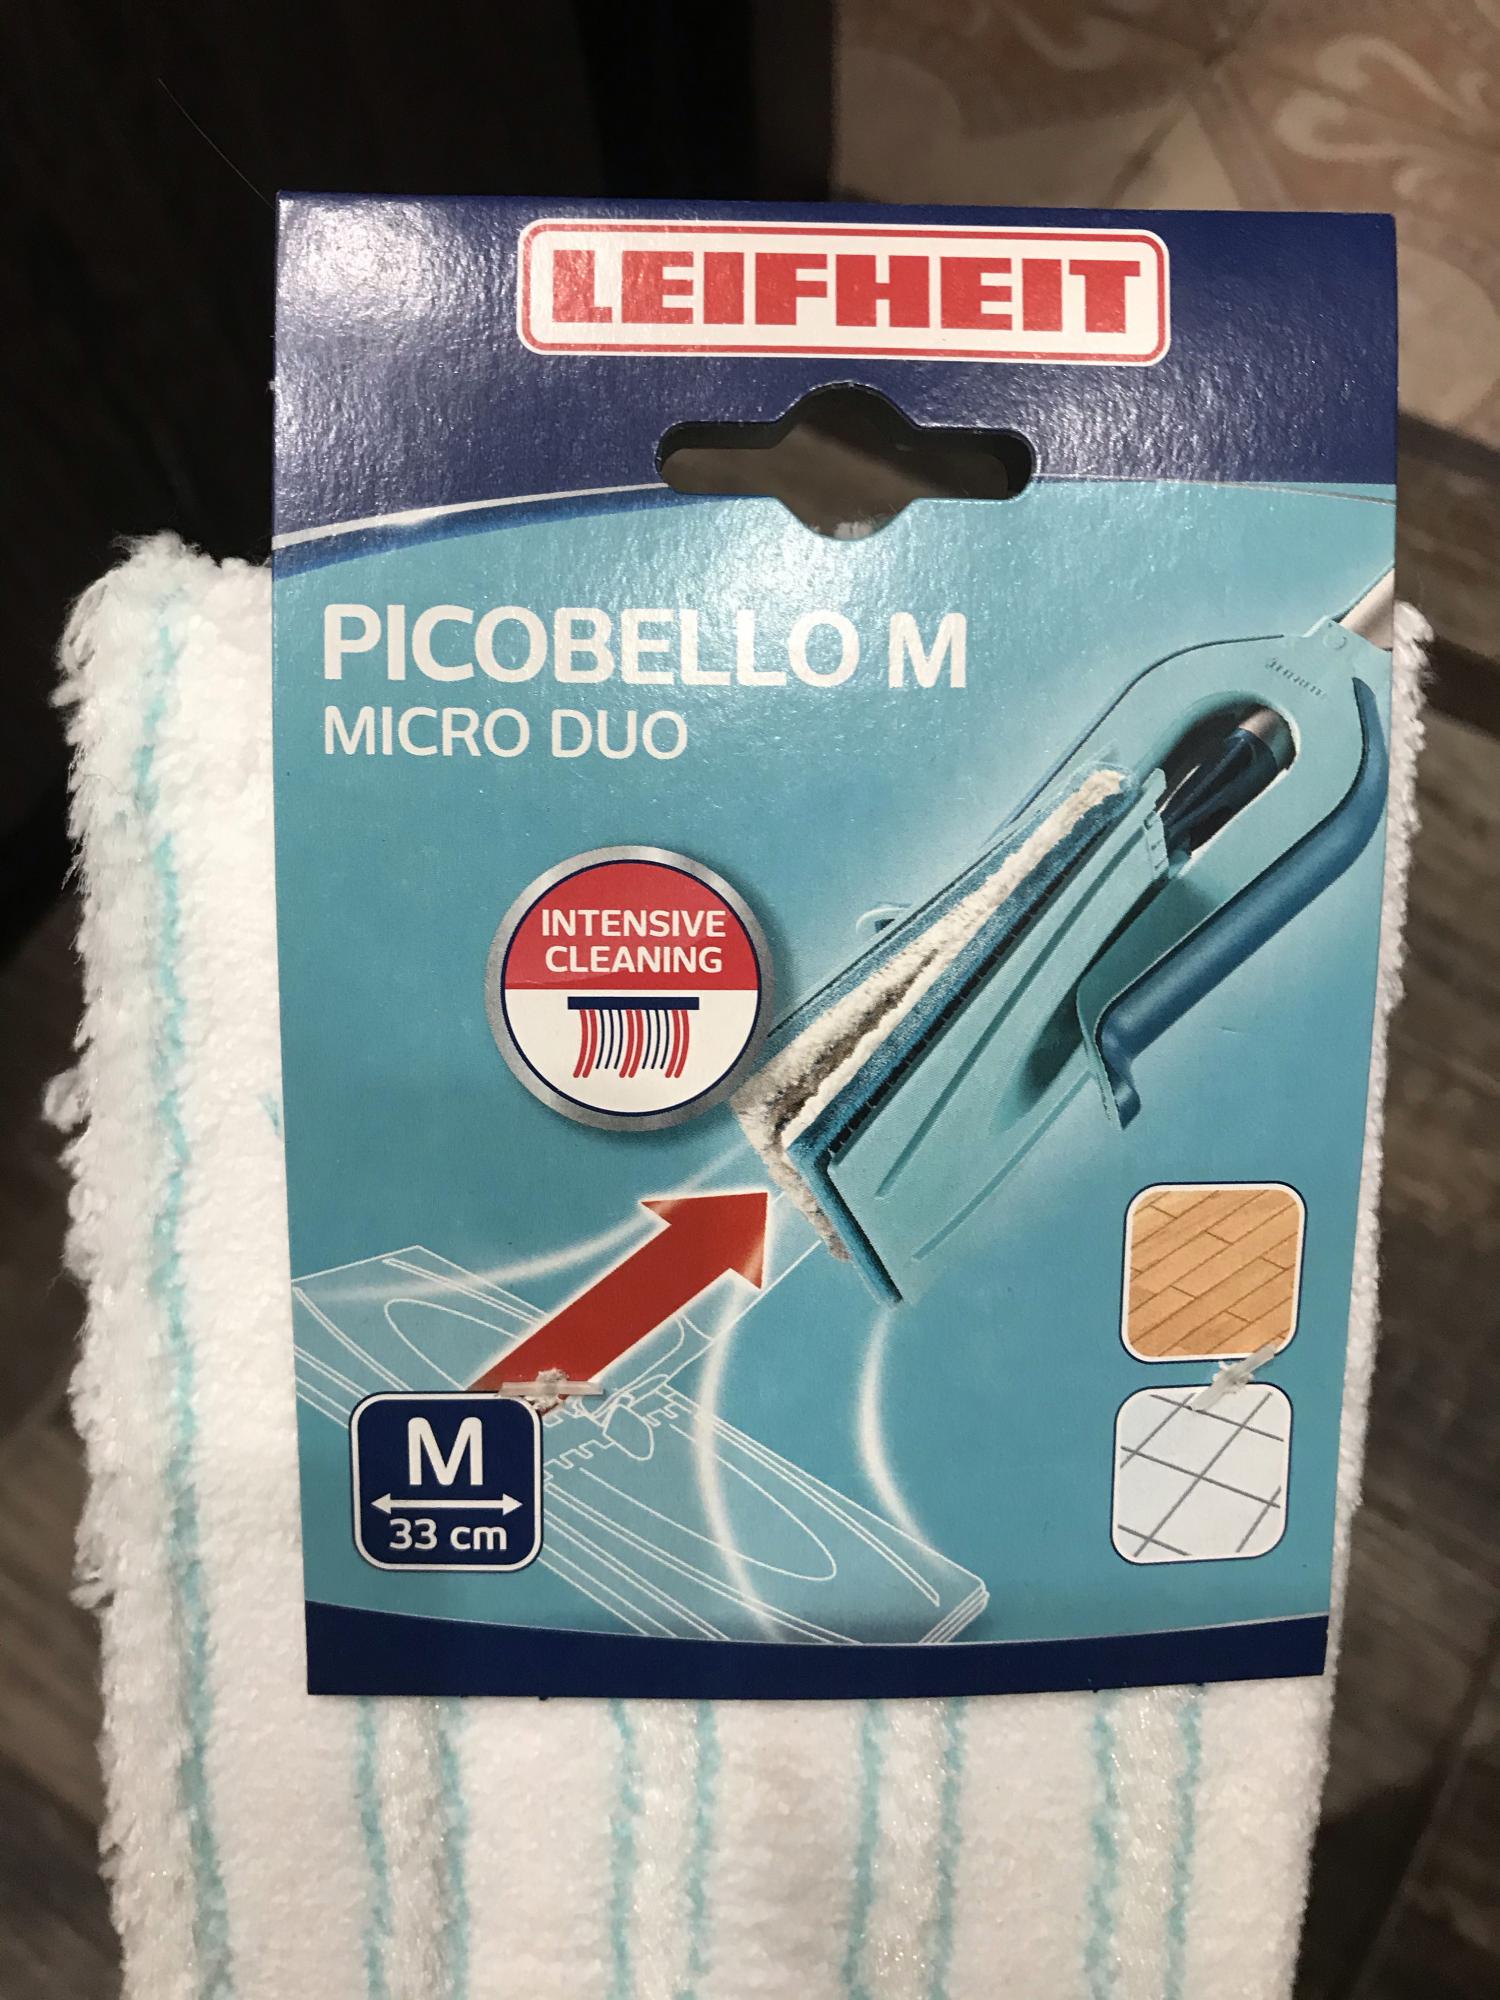 LEIFHEIT
PICOBELLO M
MICRO DUO
INTENSIVE
CLEANING
M
33 cm